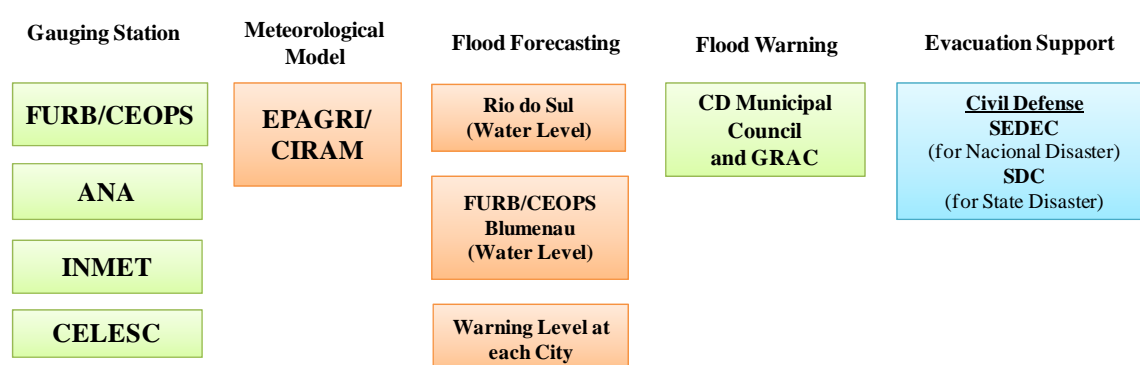 Gauging Station
FURB/CEOPS
ANA
INMET
CELESC
Meteorological
Model
EPAGRI/
CIRAM
Flood Forecasting
Rio do Sul
(Water Level)
FURB/CEOPS
Blumenau
(Water Level)
Warning Level at
each City
Flood Warning
CD Municipal
Council
and GRAC
Evacuation Support
Civil Defense
SEDEC
(for Nacional Disaster)
SDC
(for State Disaster)